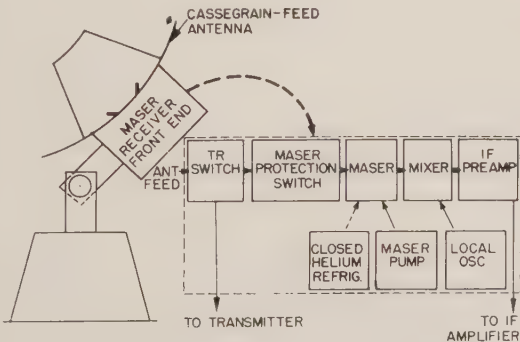 CASSEGRAIN-FEED
ANTENNA
MASER
RECEIVER
FRONT END
ANT
FEED
TR
SWITCH
MASER
PROTECTION
SWITCH
MASER
MIXER
IF
PREAMP
CLOSED
HELIUM
REFRIG.
MASER
PUMP
LOCAL
OSC
TO TRANSMITTER
TO IF
AMPLIFIER